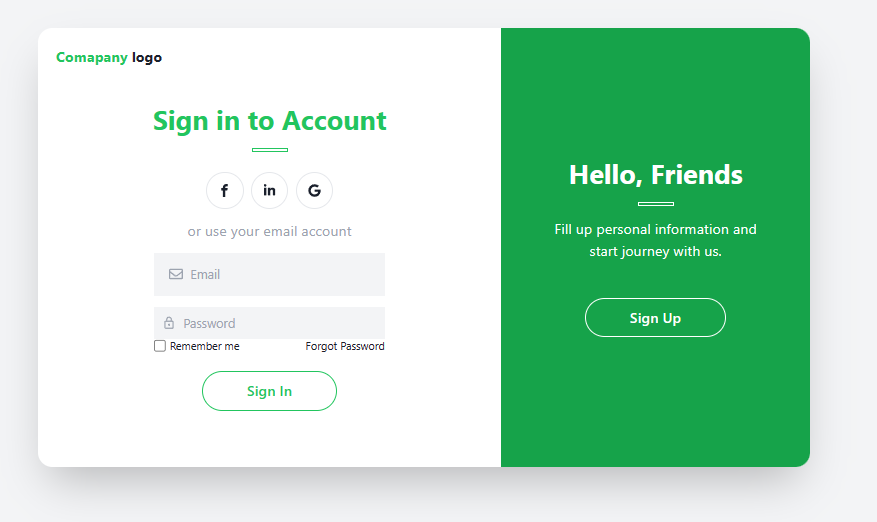 Comapany logo
Sign in to Account
or use your email account
Email
Password
Remember me
Forgot Password
Sign In
Hello, Friends
Fill up personal information and
start journey with us.
Sign Up